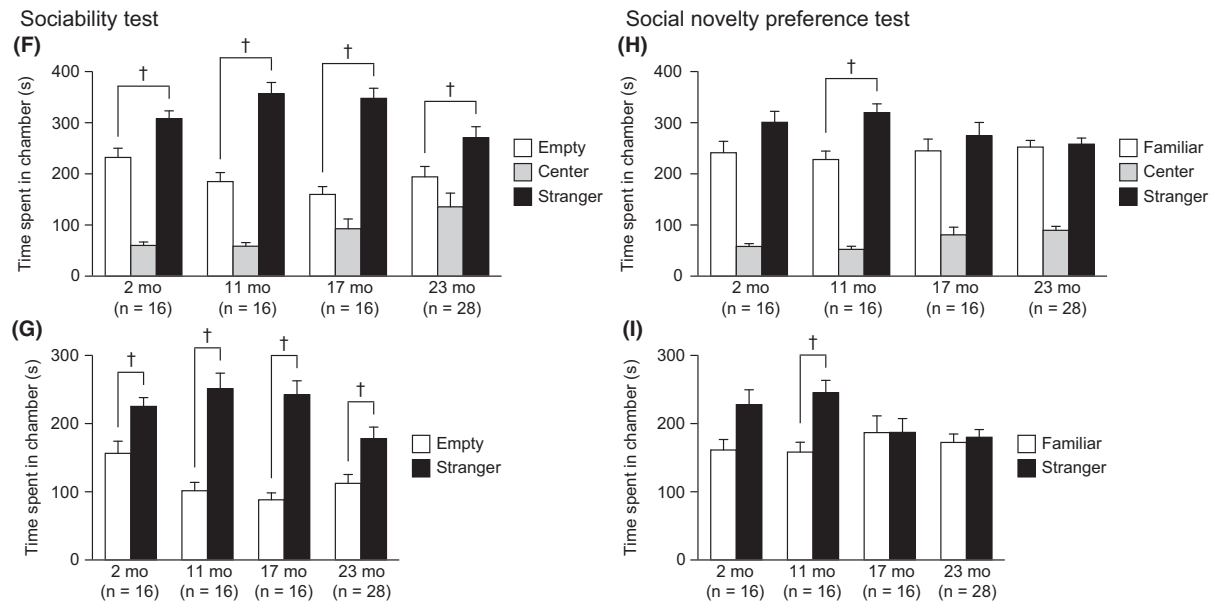 Sociability test
(F)
†
†
†
†
Time spent in chamber (s)
400
300
200
100
0
2 mo
(n = 16)
11 mo
(n = 16)
17 mo
(n = 16)
23 mo
(n = 28)
Empty
Center
Stranger
Social novelty preference test
(H)
†
Time spent in chamber (s)
400
300
200
100
0
2 mo
(n = 16)
11 mo
(n = 16)
17 mo
(n = 16)
23 mo
(n = 28)
Familiar
Center
Stranger
(G)
†
†
†
†
Time spent in chamber (s)
300
200
100
0
2 mo
(n = 16)
11 mo
(n = 16)
17 mo
(n = 16)
23 mo
(n = 28)
Empty
Stranger
(I)
†
Time spent in chamber (s)
300
200
100
0
2 mo
(n = 16)
11 mo
(n = 16)
17 mo
(n = 16)
23 mo
(n = 28)
Familiar
Stranger